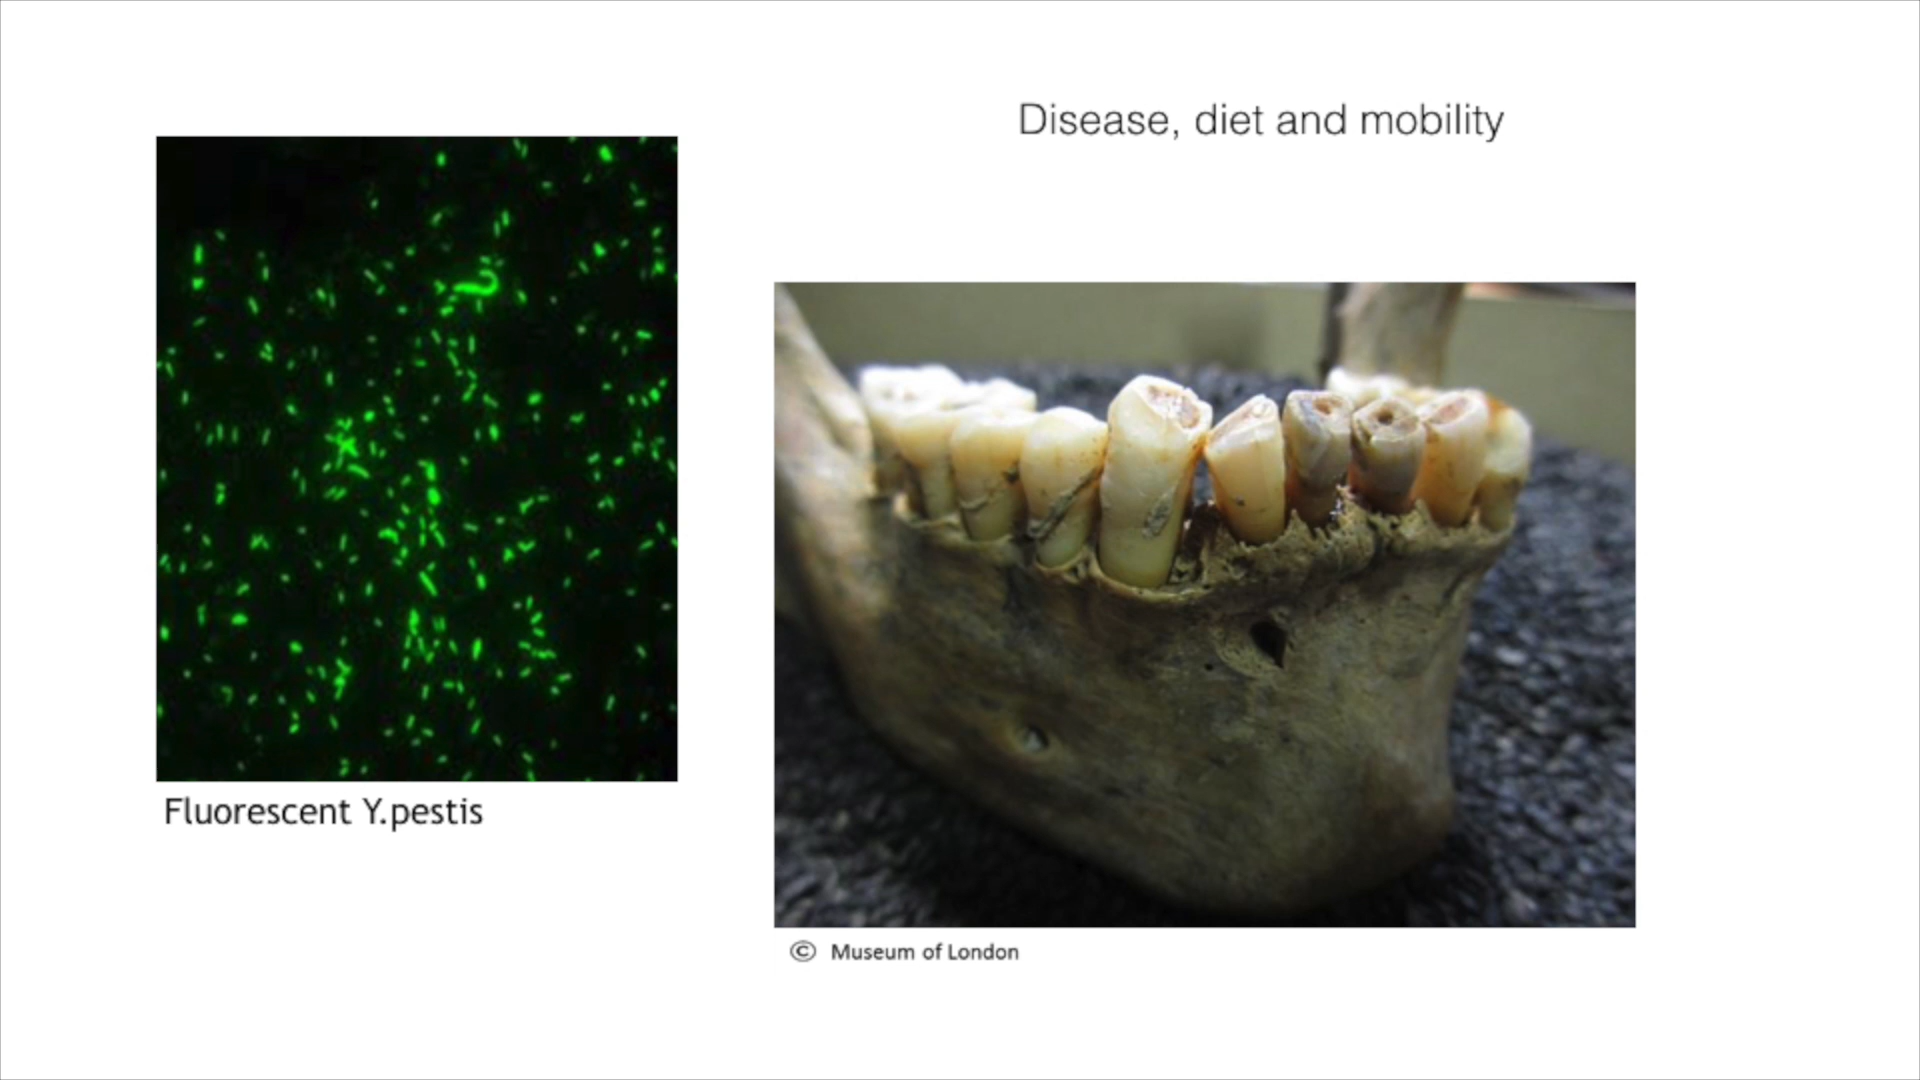 Disease, diet and mobility
Fluorescent Y.pestis
© Museum of London